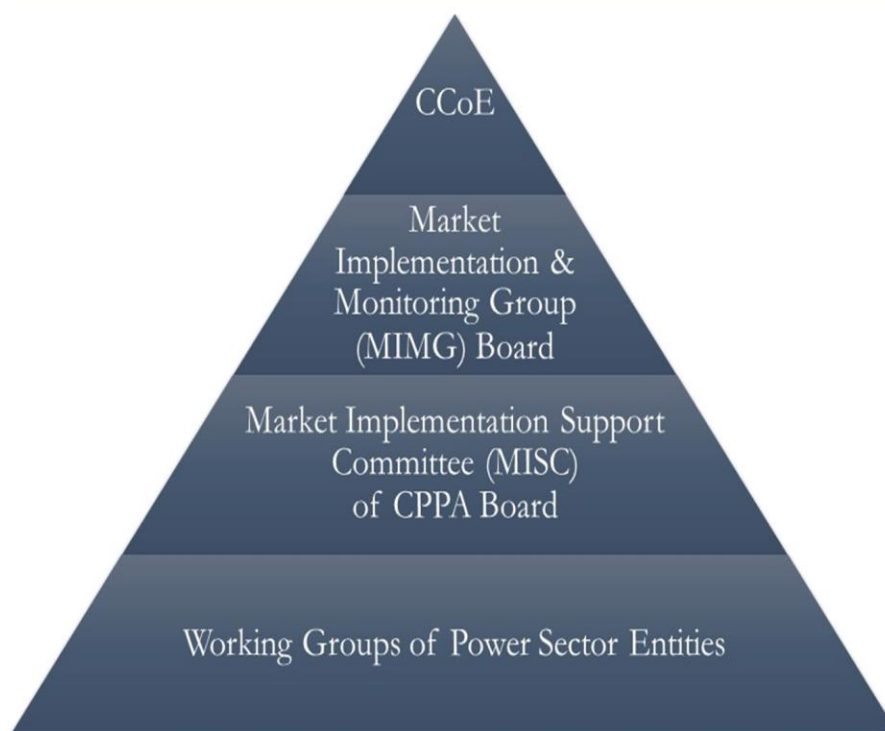 CCoE
Market
Implementation &
Monitoring Group
(MIMG) Board
Market Implementation Support
Committee (MISC)
of CPPA Board
Working Groups of Power Sector Entities